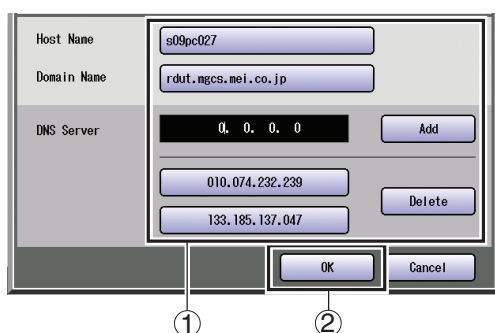 Host Name s09pc027
Domain Name rdut.mgcs.mei.co.jp
DNS Server 0. 0. 0. 0 Add
010.074.232.239
Delete
133.185.137.047
OK Cancel
① ②